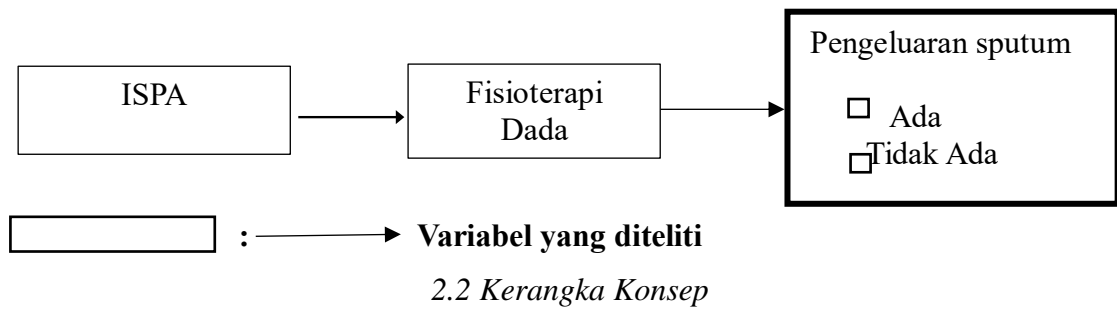 ISPA
Fisioterapi
Dada
Pengeluaran sputum
Ada
Tidak Ada
: Variabel yang diteliti
2.2 Kerangka Konsep